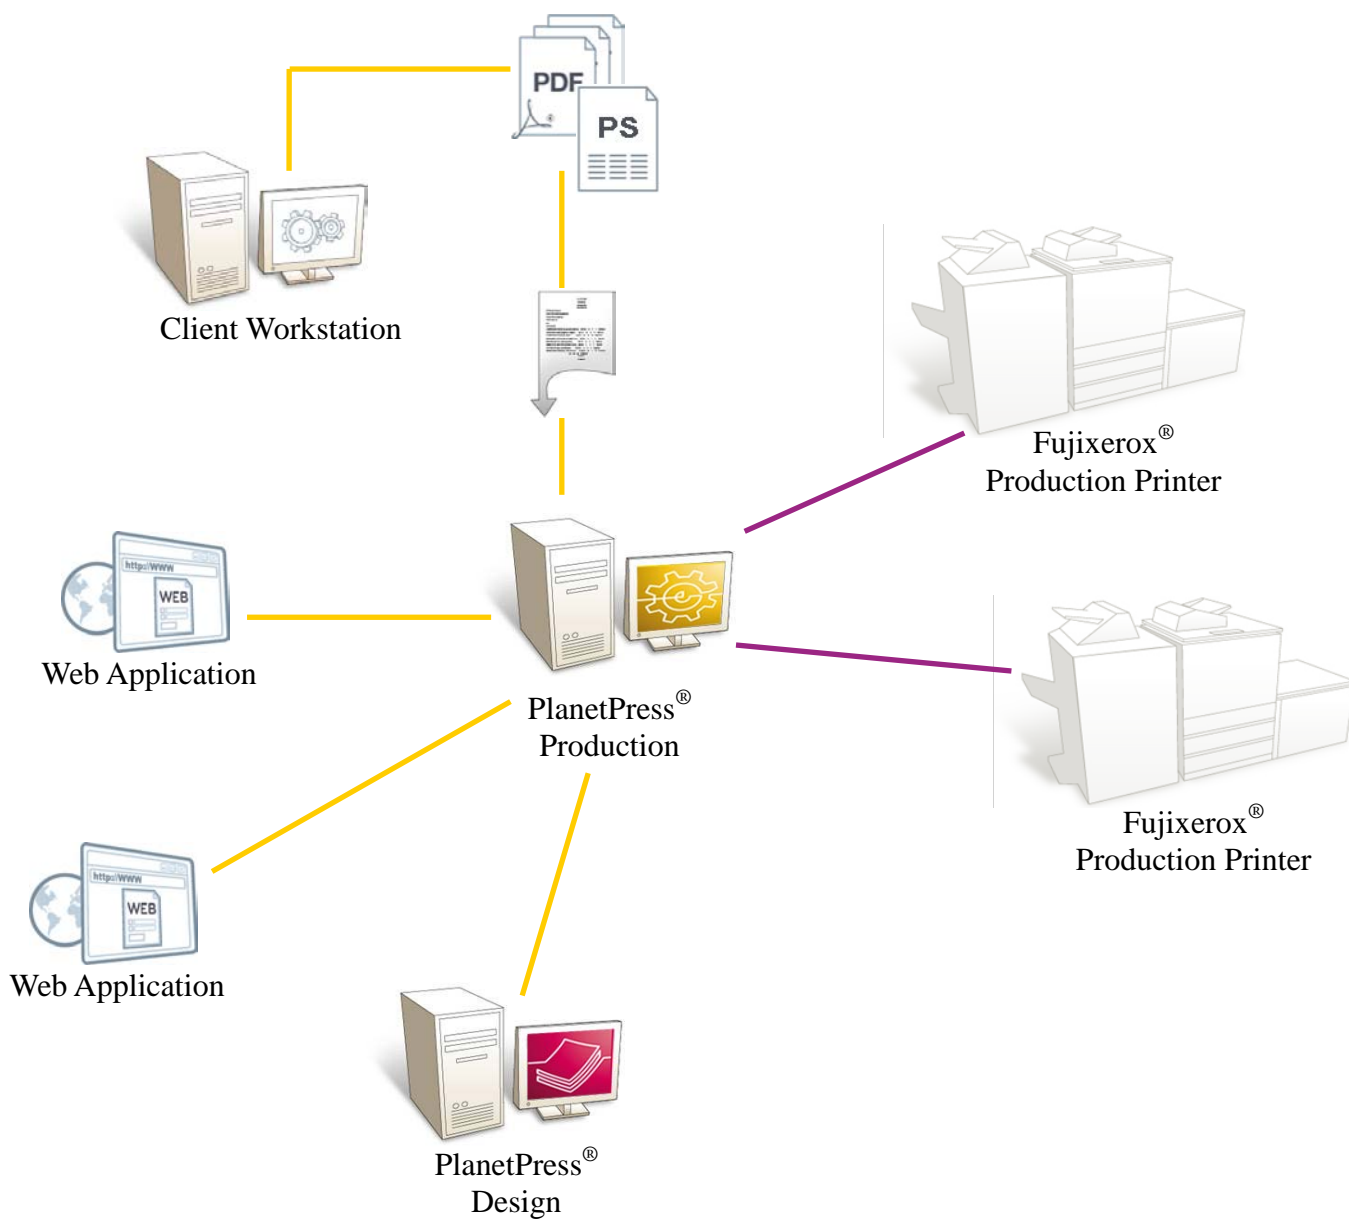 PDF
PS
Client Workstation
Fujixerox®
Production Printer
http://WWW
WEB
Web Application
PlanetPress®
Production
Fujixerox®
Production Printer
http://WWW
WEB
Web Application
PlanetPress®
Design